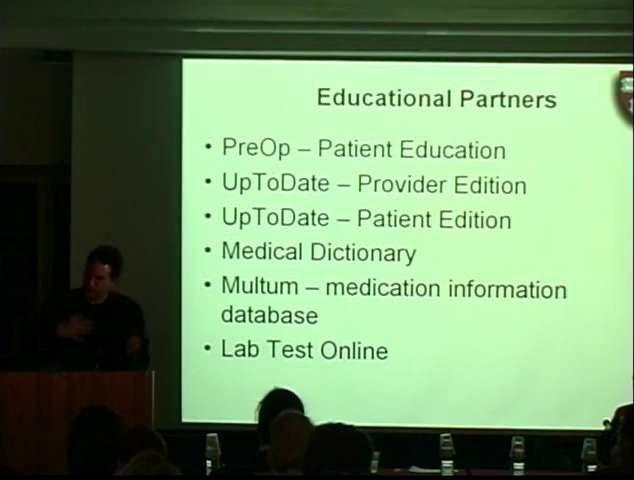 Educational Partners
• PreOp – Patient Education
• UpToDate – Provider Edition
• UpToDate – Patient Edition
• Medical Dictionary
• Multum – medication information
database
• Lab Test Online